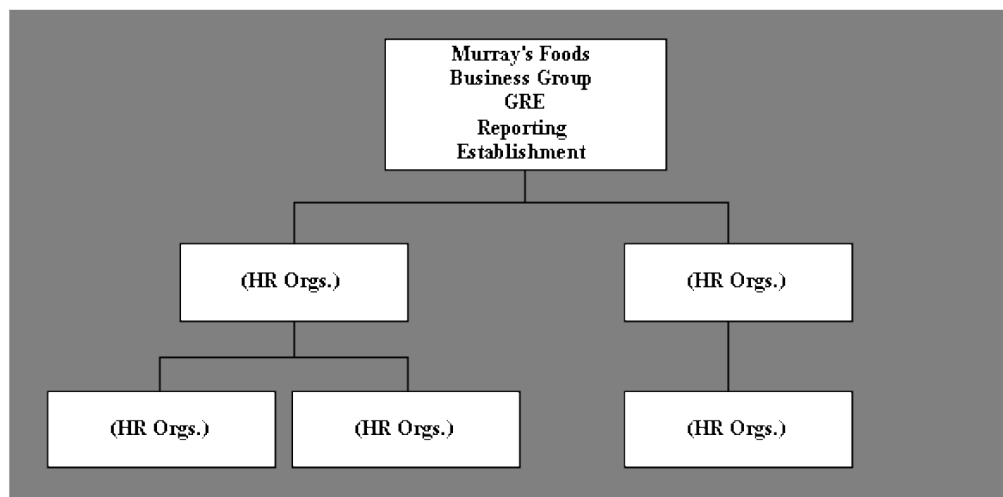 Murray's Foods
Business Group
GRE
Reporting
Establishment
(HR Orgs.)
(HR Orgs.)
(HR Orgs.)
(HR Orgs.)
(HR Orgs.)